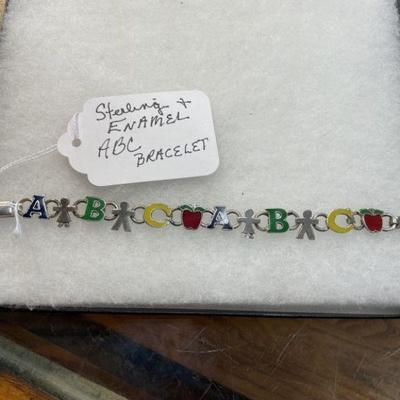 Sterling +
ENAMEL
ABC
BRACELET
A B C A B C